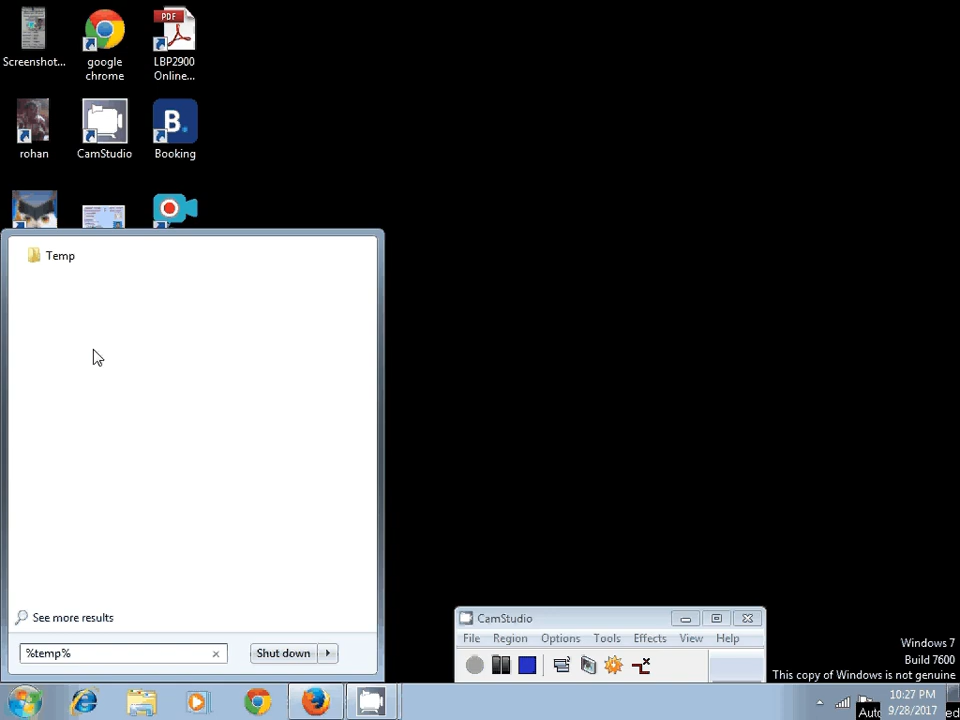 Screenshot...
google
chrome
PDF
LBP2900
Online...
rohan
CamStudio
B.
Booking
Temp
See more results
%temp%
Shut down
CamStudio
File Region Options Tools Effects View Help
Windows 7
Build 7600
This copy of Windows is not genuine
10:27 PM
9/28/2017